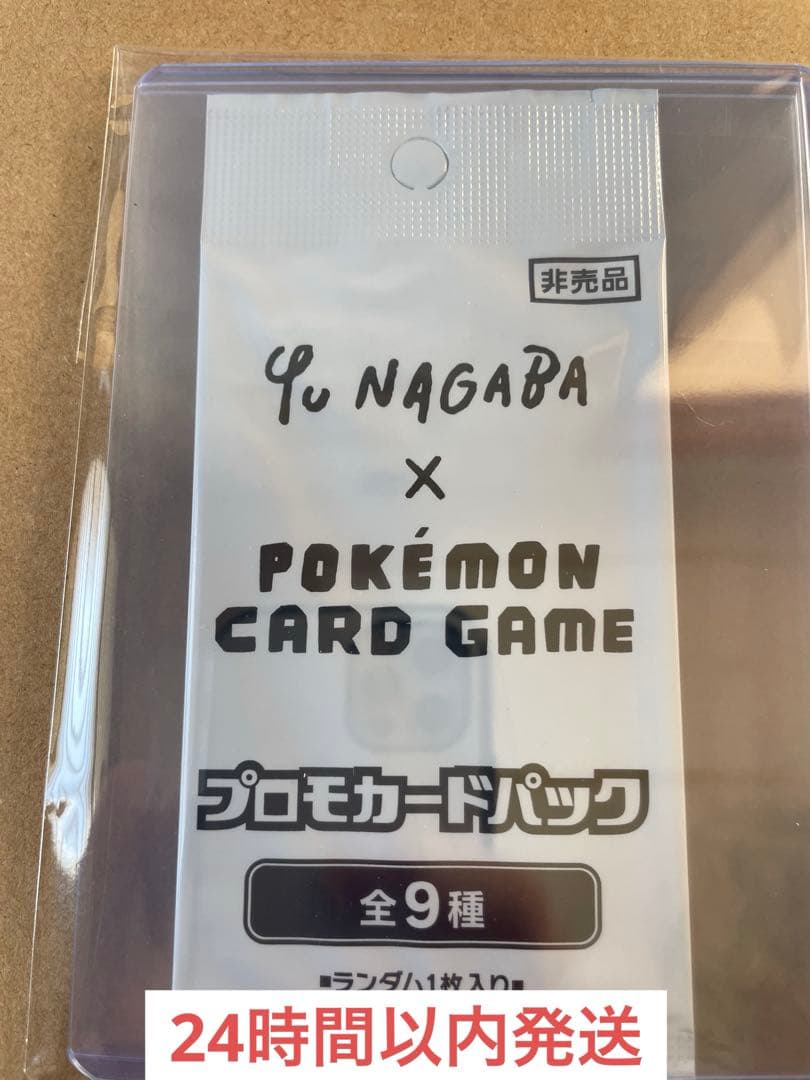 非売品
Yu NAGABA
×
POKÉMON
CARD GAME
プロモカードパック
全9種
■ランダム1枚入り■
24時間以内発送